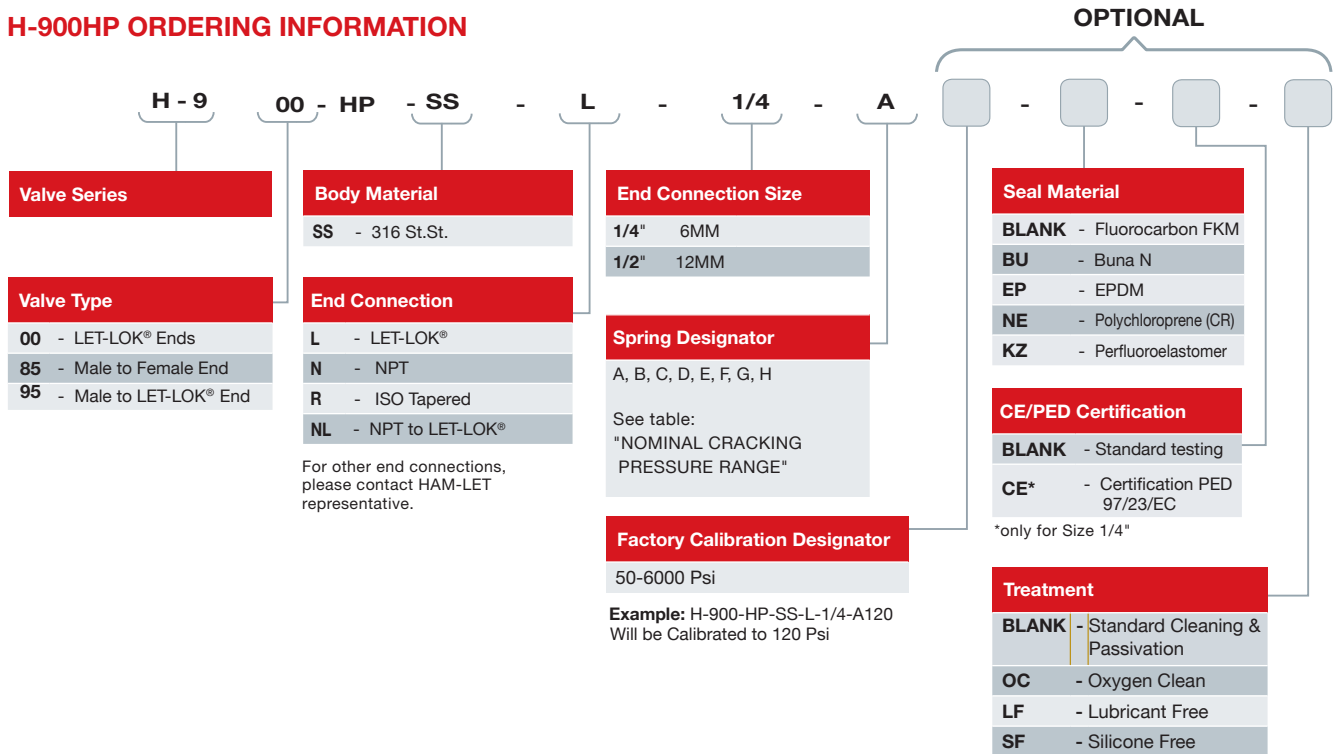 H-900HP ORDERING INFORMATION
OPTIONAL
H - 9 00 - HP - SS - L - 1/4 - A - - -
Valve Series
Valve Type
00 - LET-LOK® Ends
85 - Male to Female End
95 - Male to LET-LOK® End
Body Material
SS - 316 St.St.
End Connection
L - LET-LOK®
N - NPT
R - ISO Tapered
NL - NPT to LET-LOK®
For other end connections,
please contact HAM-LET
representative.
End Connection Size
1/4" 6MM
1/2" 12MM
Spring Designator
A, B, C, D, E, F, G, H
See table:
"NOMINAL CRACKING
PRESSURE RANGE"
Factory Calibration Designator
50-6000 Psi
Example: H-900-HP-SS-L-1/4-A120
Will be Calibrated to 120 Psi
Seal Material
BLANK - Fluorocarbon FKM
BU - Buna N
EP - EPDM
NE - Polychloroprene (CR)
KZ - Perfluoroelastomer
CE/PED Certification
BLANK - Standard testing
CE* - Certification PED
97/23/EC
*only for Size 1/4"
Treatment
BLANK - Standard Cleaning &
Passivation
OC - Oxygen Clean
LF - Lubricant Free
SF - Silicone Free